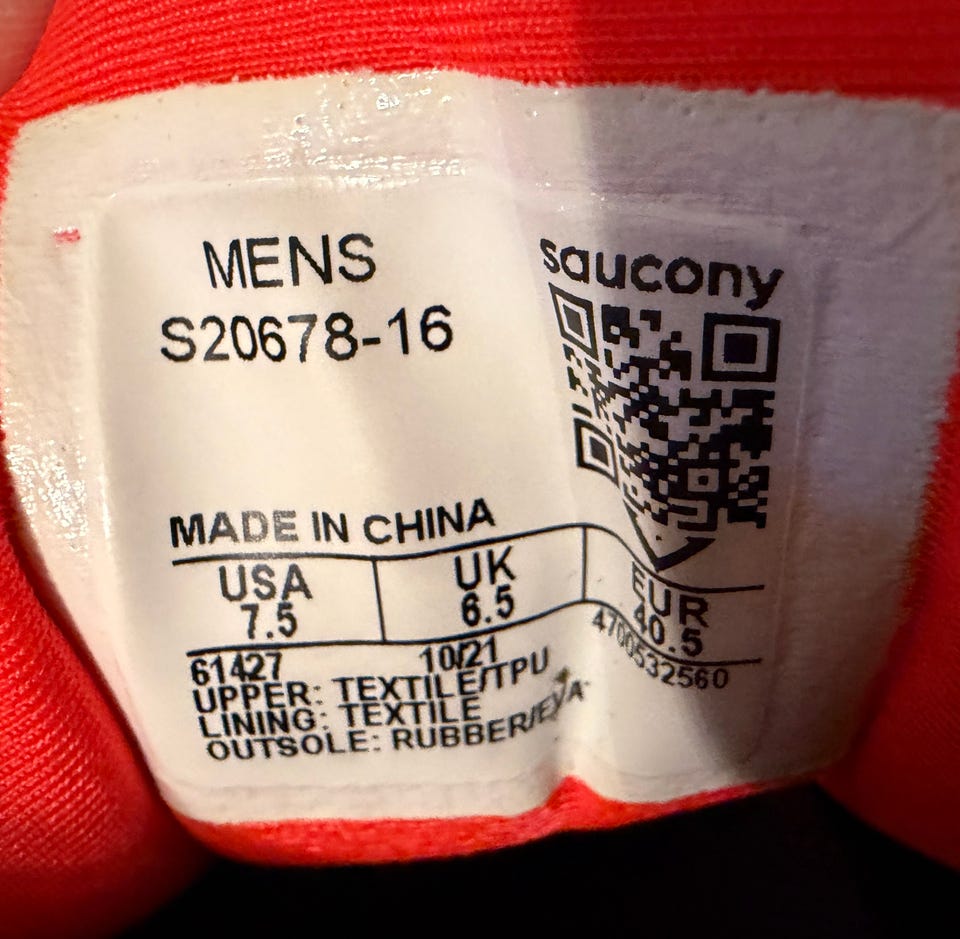 MENS
S20678-16
saucony
MADE IN CHINA
USA UK EUR
7.5 6.5 40.5
61427 10/21 4700532560
UPPER: TEXTILE/TPU
LINING: TEXTILE
OUTSOLE: RUBBER/EVA